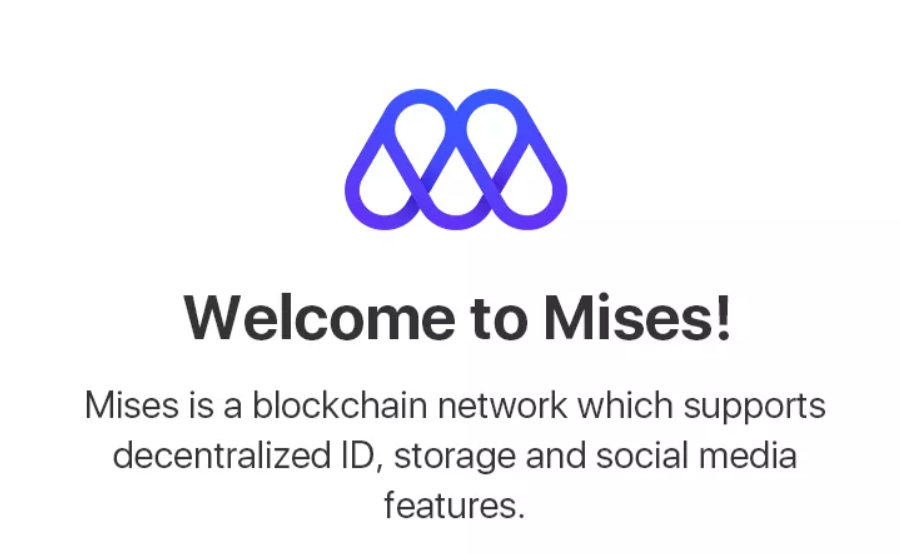 Welcome to Mises!
Mises is a blockchain network which supports
decentralized ID, storage and social media
features.